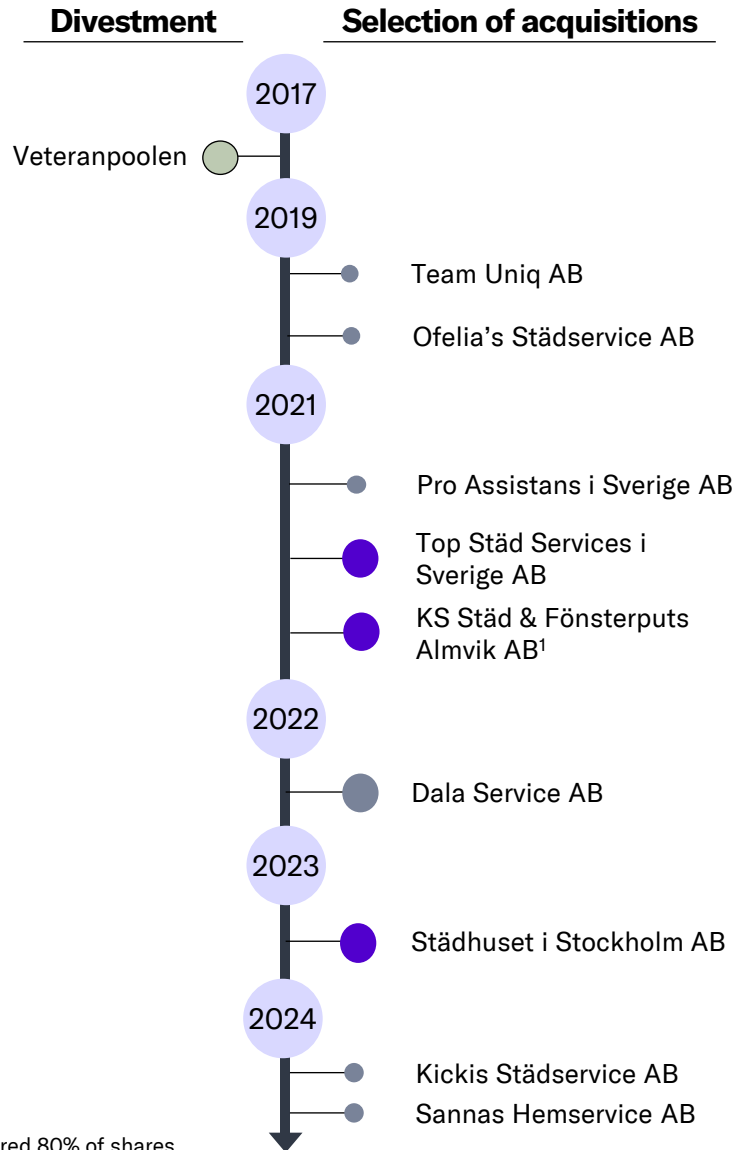 Divestment
Selection of acquisitions
2017
Veteranpoolen
2019
Team Uniq AB
Ofelia’s Städservice AB
2021
Pro Assistans i Sverige AB
Top Städ Services i
Sverige AB
KS Städ & Fönsterputs
Almvik AB¹
2022
Dala Service AB
2023
Städhuset i Stockholm AB
2024
Kickis Städservice AB
Sannas Hemservice AB
80% of shares